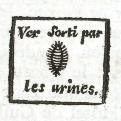 Ver Sorti par
les urines.